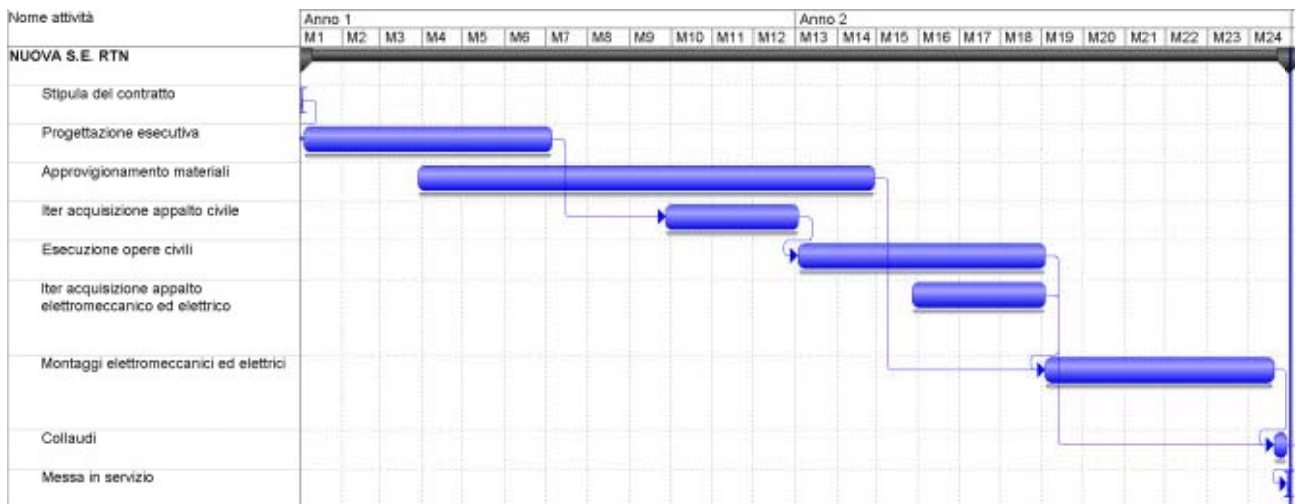 Nome attività
Anno 1
Anno 2
M1 M2 M3 M4 M5 M6 M7 M8 M9 M10 M11 M12 M13 M14 M15 M16 M17 M18 M19 M20 M21 M22 M23 M24
NUOVA S.E. RTN
Stipula del contratto
Progettazione esecutiva
Approvigionamento materiali
Iter acquisizione appalto civile
Esecuzione opere civili
Iter acquisizione appalto
elettromeccanico ed elettrico
Montaggi elettromeccanici ed elettrici
Collaudi
Messa in servizio